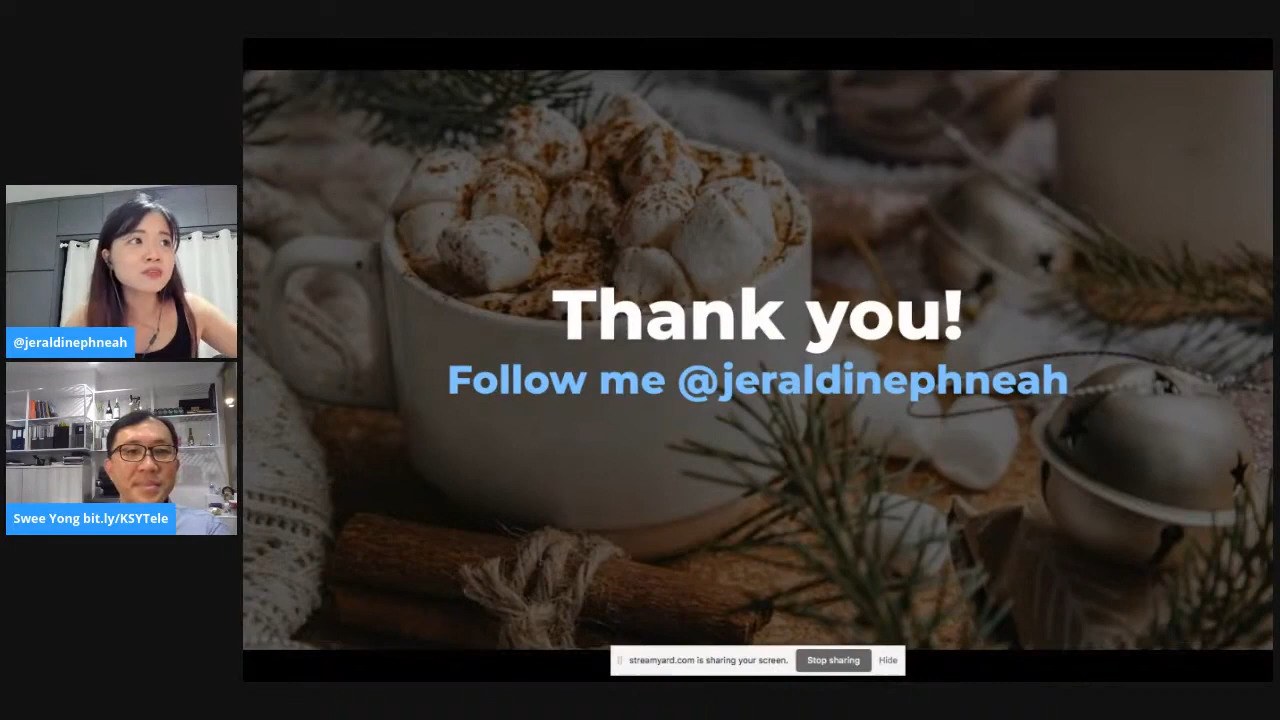 @jeraldinephneah
Swee Yong bit.ly/KSYTele
Thank you!
Follow me @jeraldinephneah
streamyard.com is sharing your screen. Stop sharing Hide